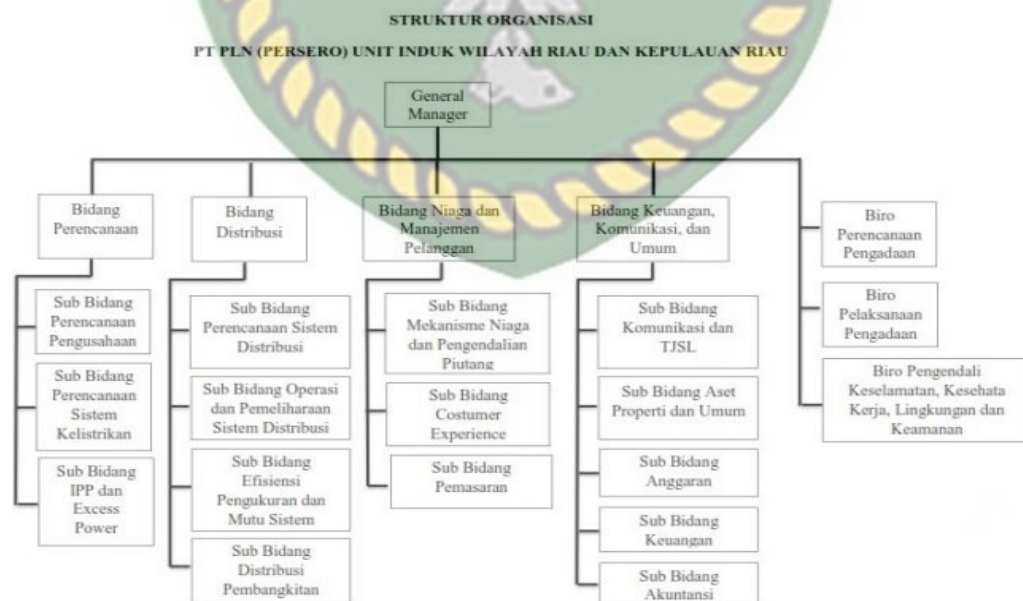 STRUKTUR ORGANISASI
PT PLN (PERSERO) UNIT INDUK WILAYAH RIAU DAN KEPULAUAN RIAU
General
Manager
Bidang
Perencanaan
Sub Bidang
Perencanaan
Pengusahaan
Sub Bidang
Perencanaan
Sistem
Kelistrikan
Sub Bidang
IPP dan
Excess
Power
Bidang
Distribusi
Sub Bidang
Perencanaan Sistem
Distribusi
Sub Bidang Operasi
dan Pemeliharaan
Sistem Distribusi
Sub Bidang
Efisiensi
Pengukuran dan
Mutu Sistem
Sub Bidang
Distribusi
Pembangkitan
Bidang Niaga dan
Manajemen
Pelanggan
Sub Bidang
Mekanisme Niaga
dan Pengendalian
Piutang
Sub Bidang
Costumer
Experience
Sub Bidang
Pemasaran
Bidang Keuangan,
Komunikasi, dan
Umum
Sub Bidang
Komunikasi dan
TJSL
Sub Bidang Aset
Properti dan Umum
Sub Bidang
Anggaran
Sub Bidang
Keuangan
Sub Bidang
Akuntansi
Biro
Perencanaan
Pengadaan
Biro
Pelaksanaan
Pengadaan
Biro Pengendali
Keselamatan, Kesehata
Kerja, Lingkungan dan
Keamanan